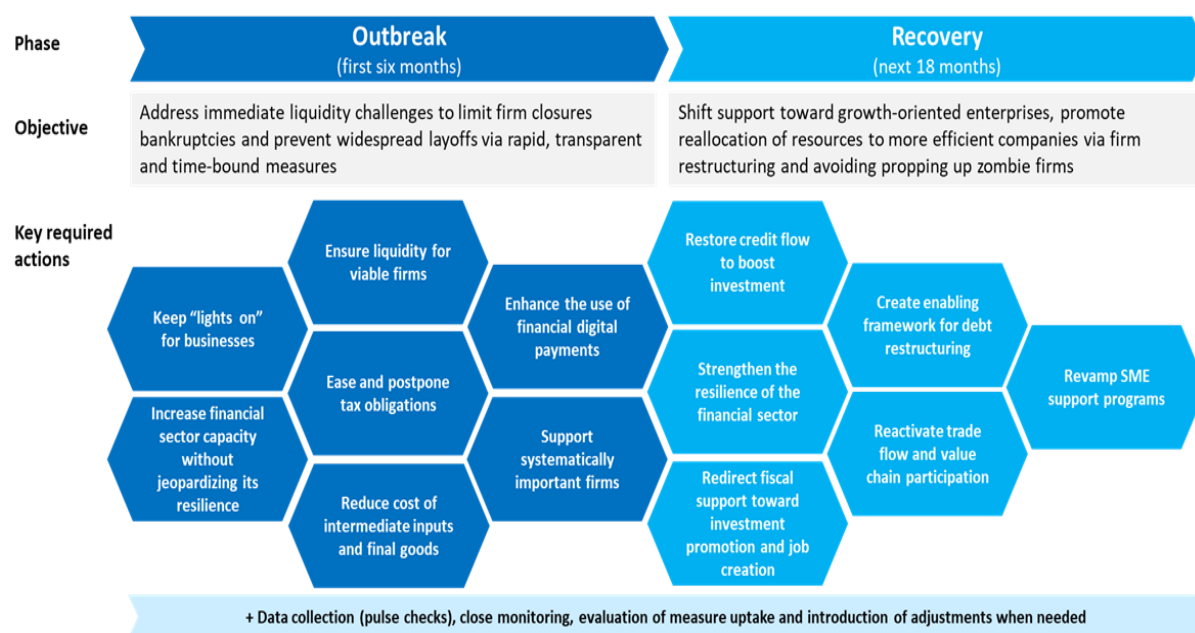 Phase
Outbreak
(first six months)
Recovery
(next 18 months)
Objective
Address immediate liquidity challenges to limit firm closures
bankruptcies and prevent widespread layoffs via rapid, transparent
and time-bound measures
Shift support toward growth-oriented enterprises, promote
reallocation of resources to more efficient companies via firm
restructuring and avoiding propping up zombie firms
Key required
actions
Keep “lights on”
for businesses
Increase financial
sector capacity
without
jeopardizing its
resilience
Ensure liquidity for
viable firms
Ease and postpone
tax obligations
Reduce cost of
intermediate inputs
and final goods
Enhance the use of
financial digital
payments
Support
systematically
important firms
Restore credit flow
to boost
investment
Strengthen the
resilience of the
financial sector
Redirect fiscal
support toward
investment
promotion and job
creation
Create enabling
framework for debt
restructuring
Reactivate trade
flow and value
chain participation
Revamp SME
support programs
+ Data collection (pulse checks), close monitoring, evaluation of measure uptake and introduction of adjustments when needed